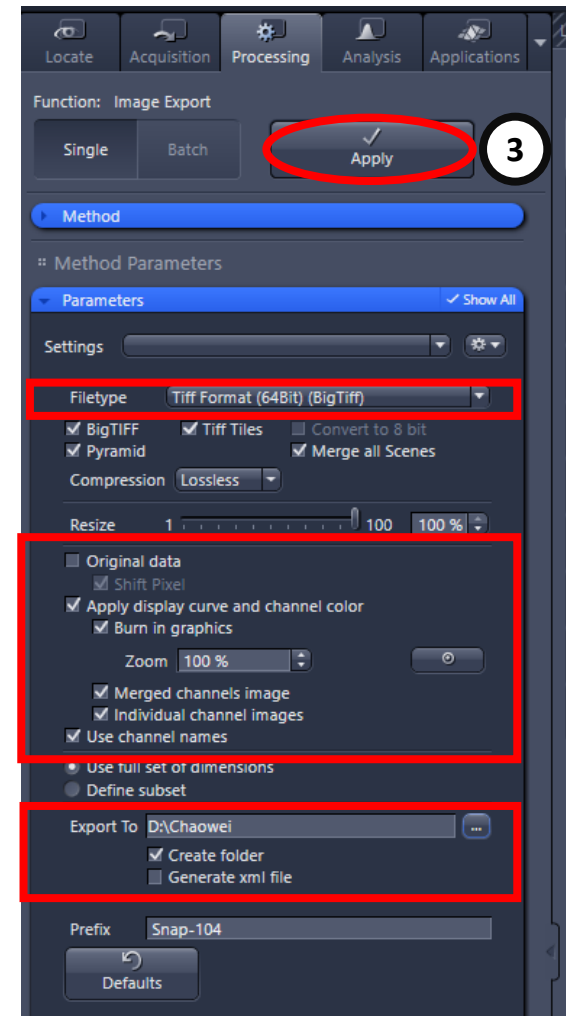 Locate Acquisition Processing Analysis Applications
Function: Image Export
Single Batch Apply 3
Method
Method Parameters
Parameters Show All
Settings
Filetype Tiff Format (64Bit) (BigTiff)
BigTIFF Tiff Tiles Convert to 8 bit
Pyramid Merge all Scenes
Compression Lossless
Resize 1 100 100 %
Original data
Shift Pixel
Apply display curve and channel color
Burn in graphics
Zoom 100 %
Merged channels image
Individual channel images
Use channel names
Use full set of dimensions
Define subset
Export To D:\Chaowei ...
Create folder
Generate xml file
Prefix Snap-104
Defaults